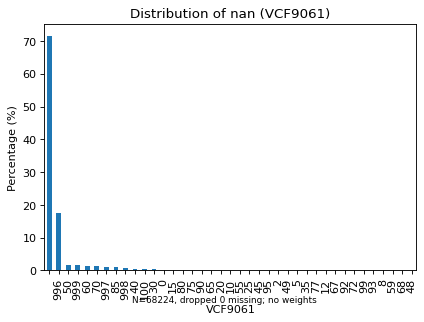 Distribution of nan (VCF9061)
Percentage (%)
70
60
50
40
30
20
10
0
996 50 999 60 70 997 85 998 40 100 30 0 15 80 75 90 65 20 10 55 25 45 95 2 49 5 35 77 12 67 92 72 99 93 8 59 68 48
N=68224, dropped 0 missing; no weights
VCF9061